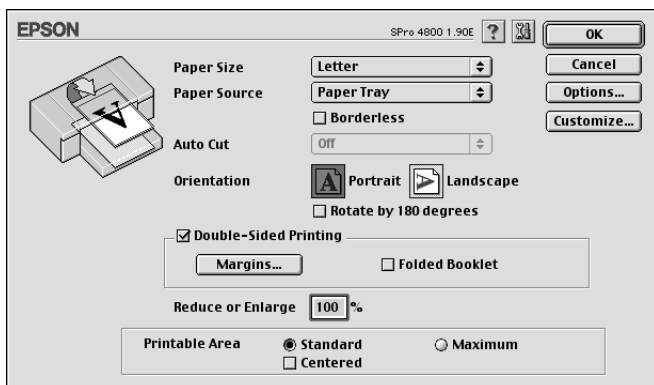 EPSON
SPro 4800 1.90E
?
OK
Paper Size
Letter
Cancel
Paper Source
Paper Tray
Options...
Borderless
Customize...
Auto Cut
Off
Orientation
A
Portrait
A
Landscape
Rotate by 180 degrees
Double-Sided Printing
Margins...
Folded Booklet
Reduce or Enlarge
100
%
Printable Area
Standard
Maximum
Centered
A